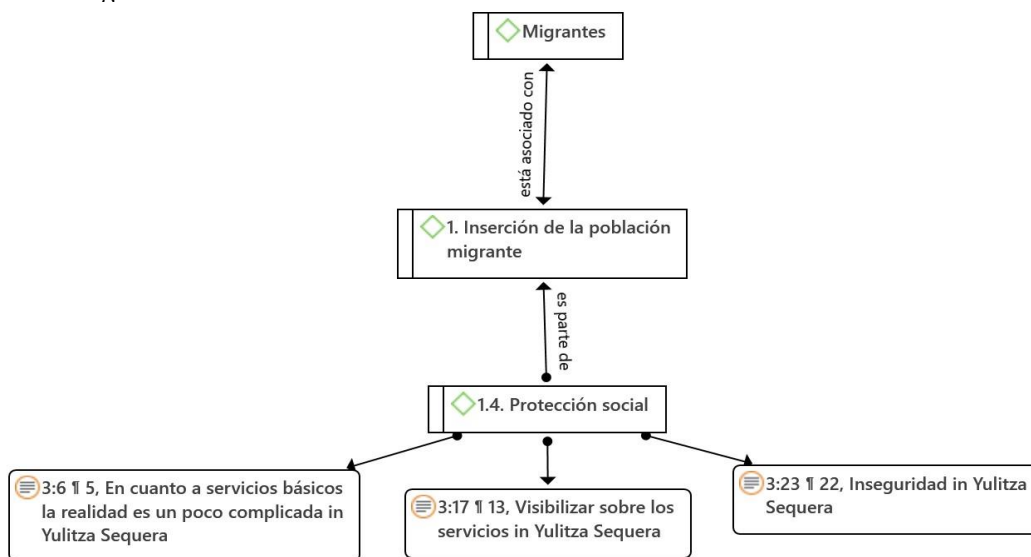 Migrantes
está asociado con
1. Inserción de la población
migrante
es parte de
1.4. Protección social
3:6 ¶ 5, En cuanto a servicios básicos
la realidad es un poco complicada in
Yulitza Sequera
3:17 ¶ 13, Visibilizar sobre los
servicios in Yulitza Sequera
3:23 ¶ 22, Inseguridad in Yulitza
Sequera